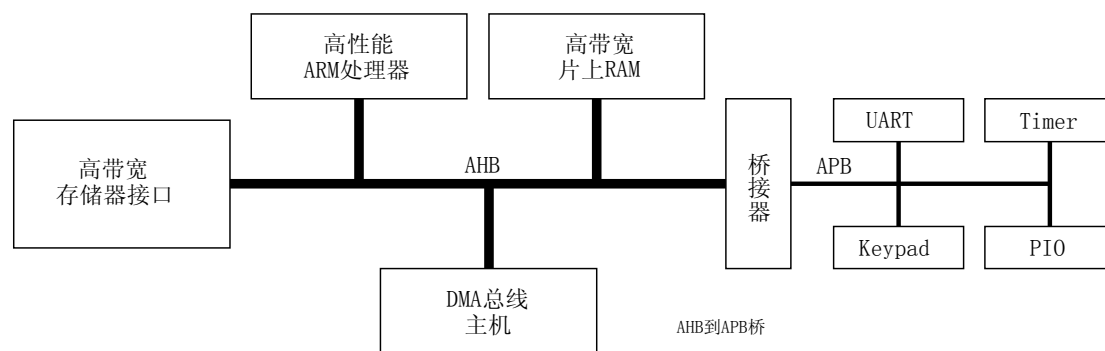 高性能
ARM处理器
高带宽
片上RAM
高带宽
存储器接口
AHB
桥接器
APB
UART
Timer
Keypad
PIO
DMA总线
主机
AHB到APB桥